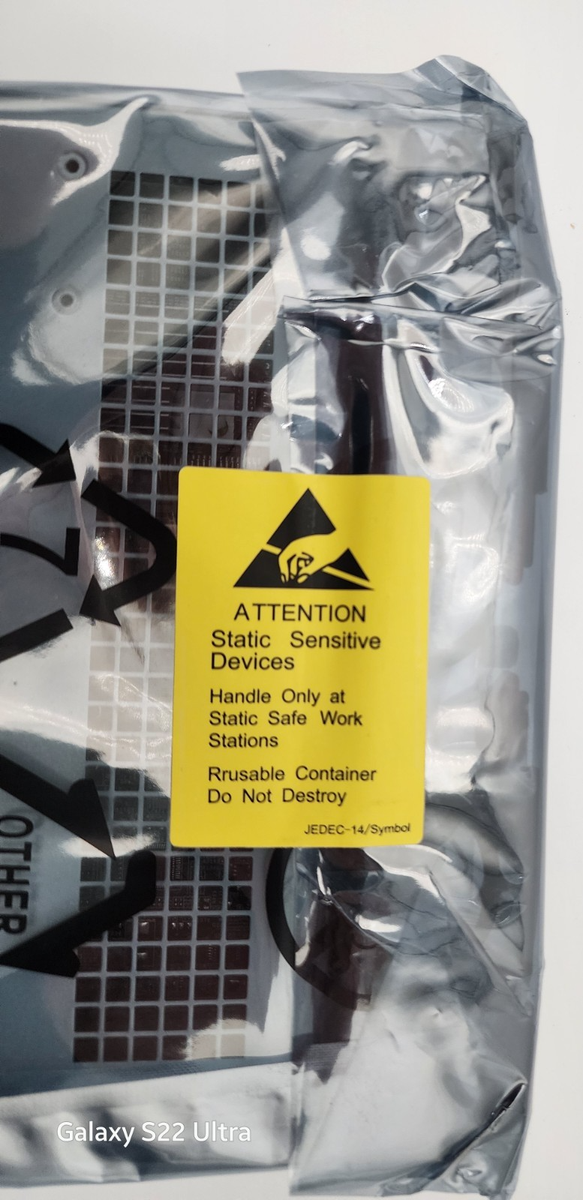 ATTENTION
Static Sensitive
Devices
Handle Only at
Static Safe Work
Stations
Rrusable Container
Do Not Destroy
JEDEC-14/Symbol
7
OTHER
Galaxy S22 Ultra